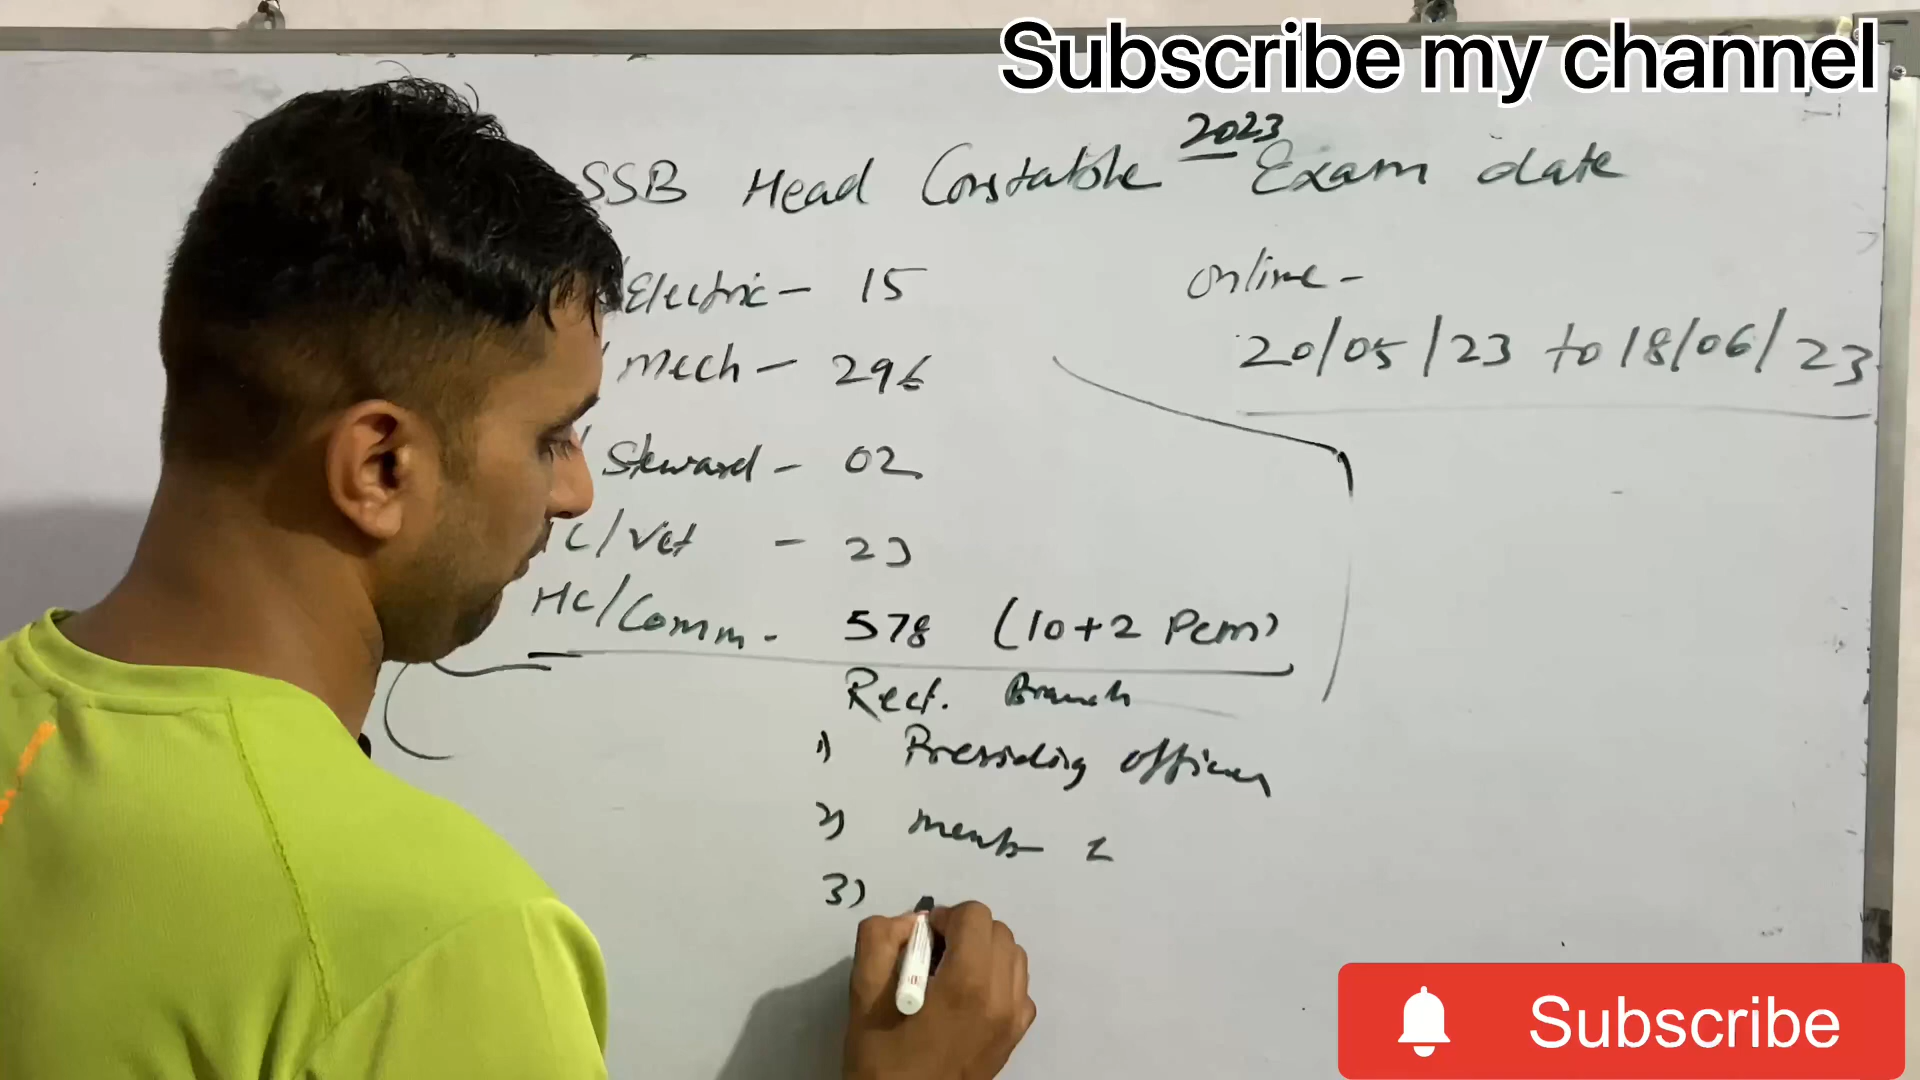 Subscribe my channel
2023
SSB Head Constable Exam date
Electric - 15
online -
20/05/23 to 18/06/23
Mech - 296
Steward - 02
C/Vet - 23
HC/Comm. 578 (10+2 Pcm)
Rect. Branch
1) Presiding officer
2) memb
3)
Subscribe